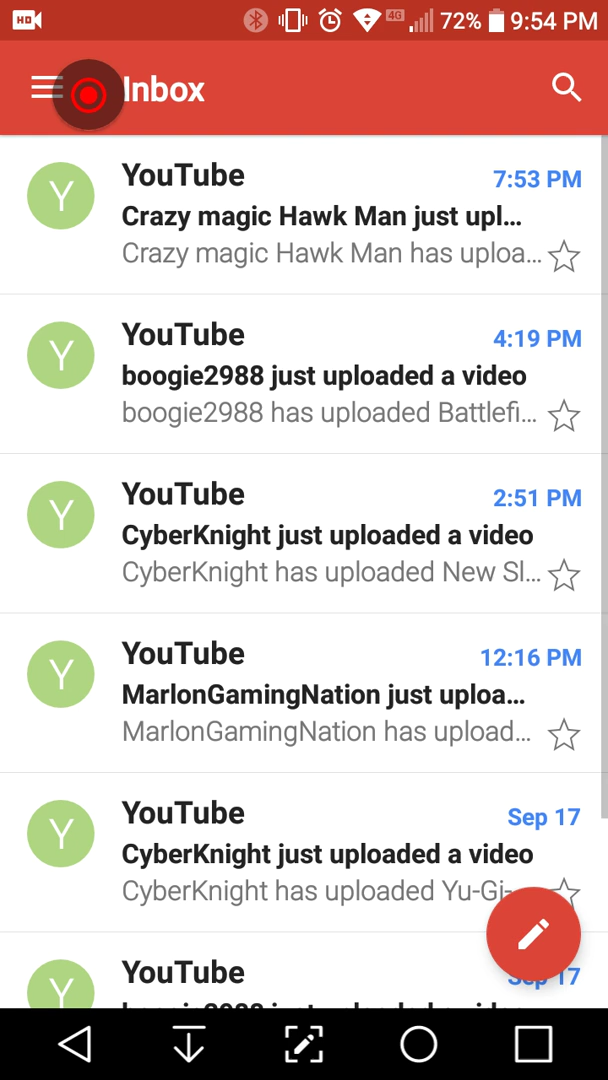 HD
4G
72%
9:54 PM
Inbox
Y
YouTube
7:53 PM
Crazy magic Hawk Man just upl...
Crazy magic Hawk Man has uploa...
Y
YouTube
4:19 PM
boogie2988 just uploaded a video
boogie2988 has uploaded Battlefi...
Y
YouTube
2:51 PM
CyberKnight just uploaded a video
CyberKnight has uploaded New Sl...
Y
YouTube
12:16 PM
MarlonGamingNation just uploa...
MarlonGamingNation has upload...
Y
YouTube
Sep 17
CyberKnight just uploaded a video
CyberKnight has uploaded Yu-Gi-
Y
YouTube
Sep 17